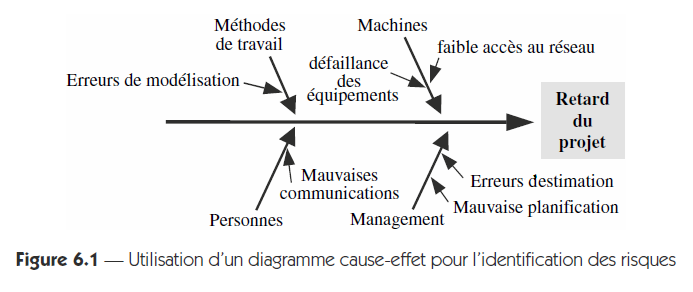 Méthodes
de travail
Machines
faible accès au réseau
défaillance
des
équipements
Erreurs de modélisation
Retard
du
projet
Mauvaises
communications
Erreurs d'estimation
Mauvaise planification
Personnes
Management
Figure 6.1 — Utilisation d'un diagramme cause-effet pour l'identification des risques